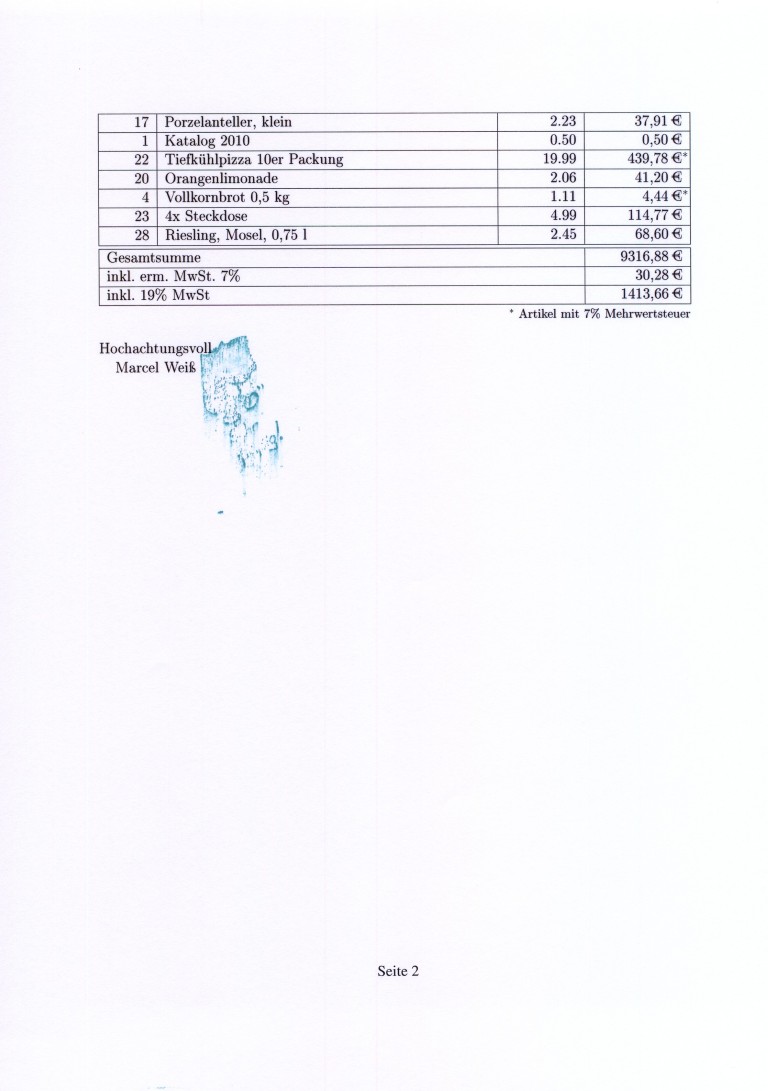 17 Porzelanteller, klein 2.23 37,91 €
1 Katalog 2010 0.50 0,50 €
22 Tiefkühlpizza 10er Packung 19.99 439,78 €*
20 Orangenlimonade 2.06 41,20 €
4 Vollkornbrot 0,5 kg 1.11 4,44 €*
23 4x Steckdose 4.99 114,77 €
28 Riesling, Mosel, 0,75 l 2.45 68,60 €
Gesamtsumme 9316,88 €
inkl. erm. MwSt. 7% 30,28 €
inkl. 19% MwSt 1413,66 €
* Artikel mit 7% Mehrwertsteuer
Hochachtungsvoll
Marcel Weiß
Seite 2